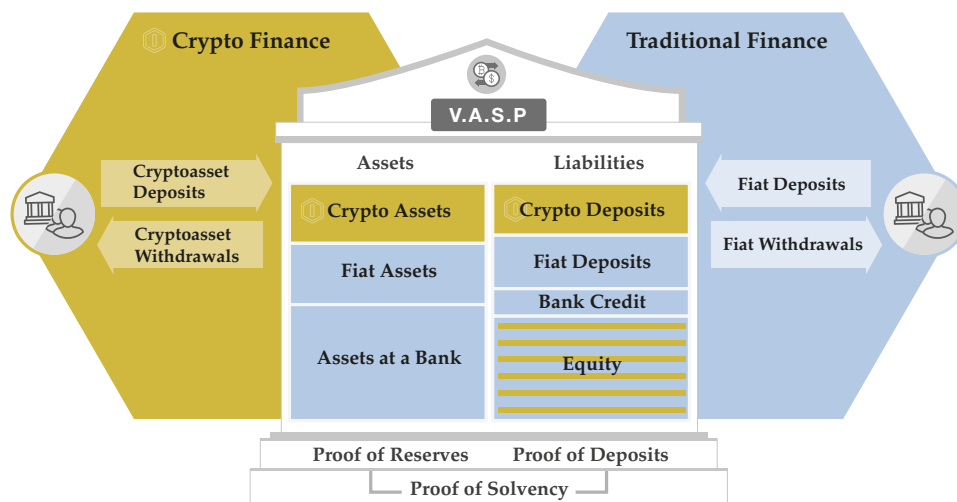 Crypto Finance
Traditional Finance
V.A.S.P
Assets
Liabilities
Cryptoasset
Deposits
Cryptoasset
Withdrawals
Crypto Assets
Fiat Assets
Assets at a Bank
Crypto Deposits
Fiat Deposits
Bank Credit
Equity
Fiat Deposits
Fiat Withdrawals
Proof of Reserves
Proof of Deposits
Proof of Solvency